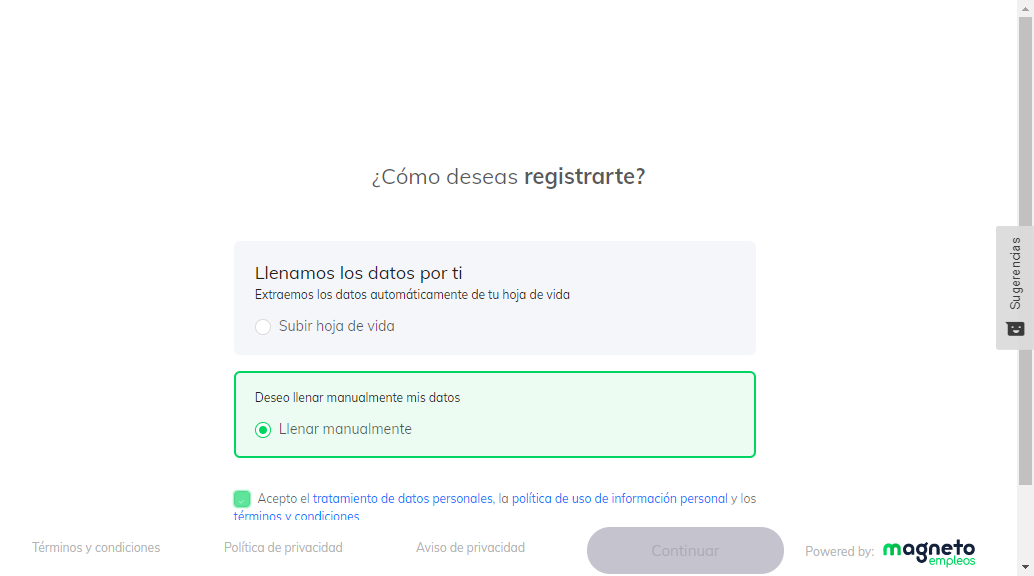 ¿Cómo deseas registrarte?
Llenamos los datos por ti
Extraemos los datos automáticamente de tu hoja de vida
Subir hoja de vida
Deseo llenar manualmente mis datos
Llenar manualmente
Acepto el tratamiento de datos personales, la política de uso de información personal y los
términos y condiciones
Términos y condiciones
Política de privacidad
Aviso de privacidad
Continuar
Powered by:
magneto
empleos
Sugerencias